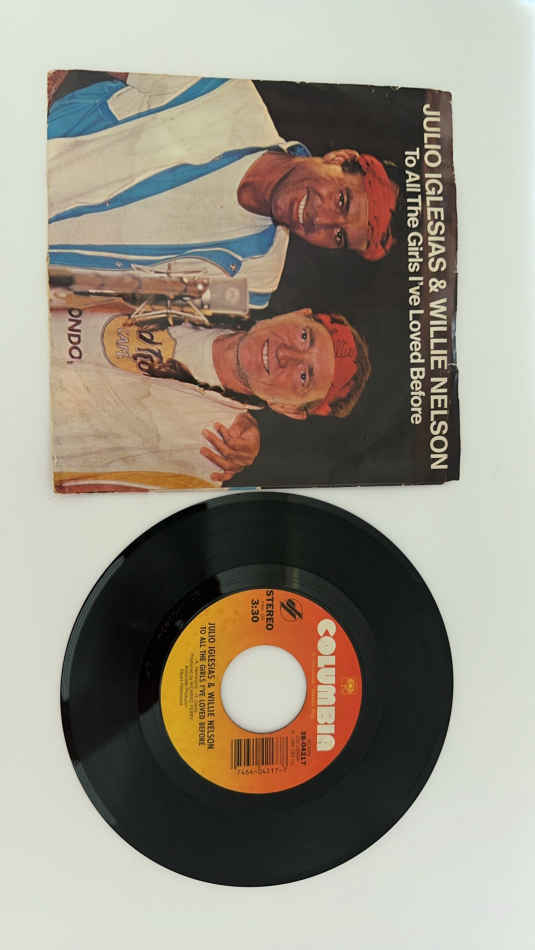 JULIO IGLESIAS & WILLIE NELSON
To All The Girls I've Loved Before
ONDO,
COLUMBIA
STEREO
3:30
38-04217
JULIO IGLESIAS & WILLIE NELSON
TO ALL THE GIRLS I'VE LOVED BEFORE